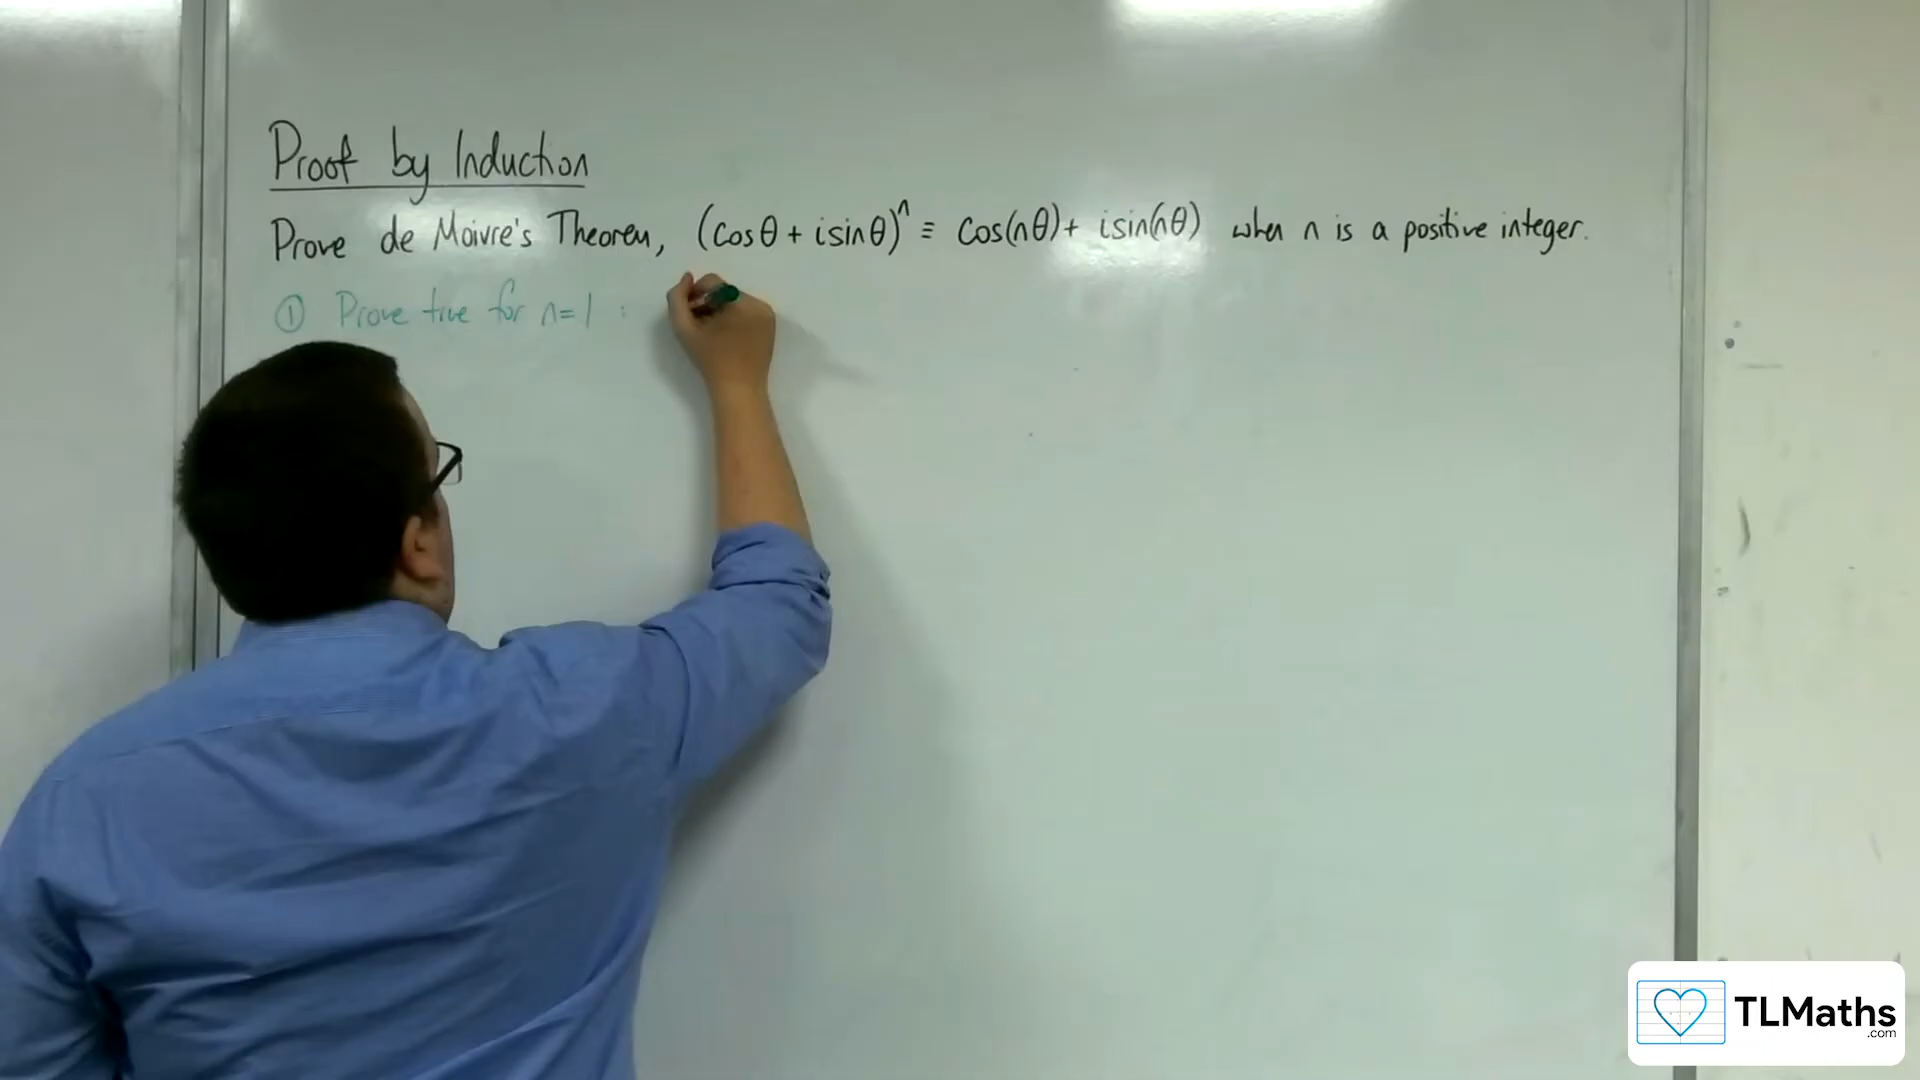 Proof by Induction
Prove de Moivre's Theorem, (cosθ + isinθ)ⁿ ≡ cos(nθ) + isin(nθ) when n is a positive integer.
① Prove true for n=1 :
TLMaths
.com